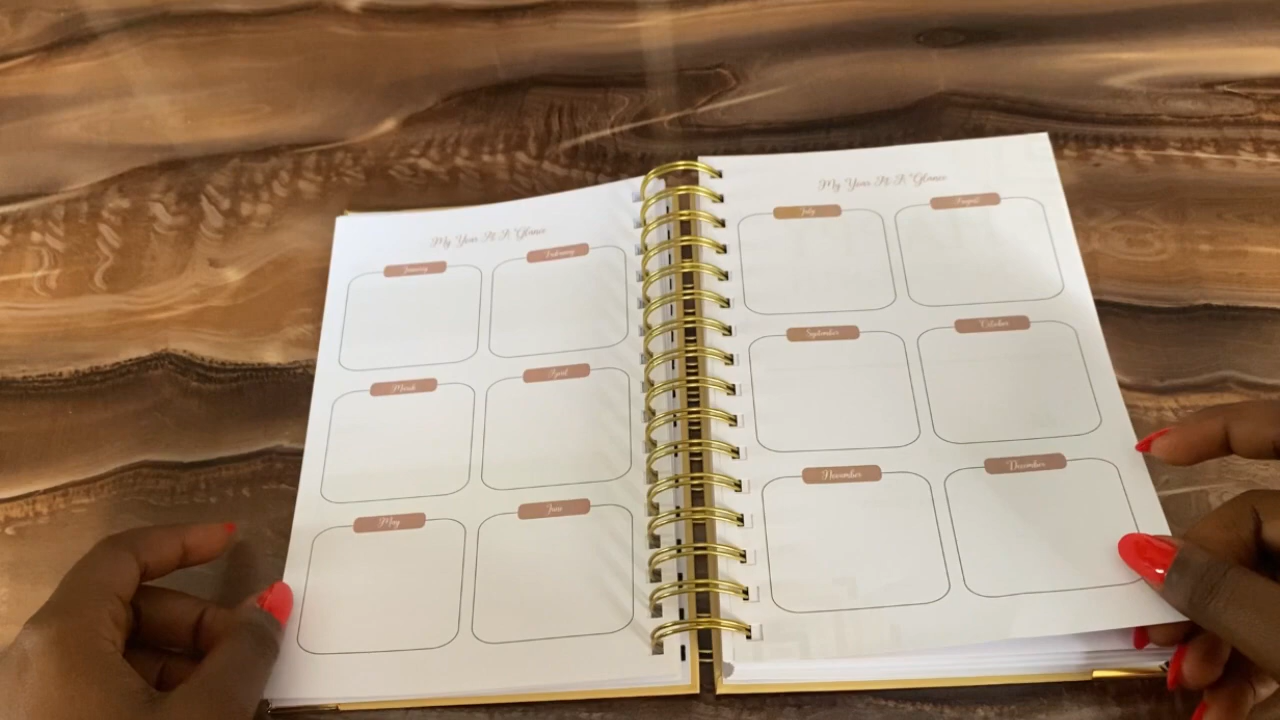 My Year At A Glance
January
February
March
April
May
June
My Year At A Glance
July
August
September
October
November
December